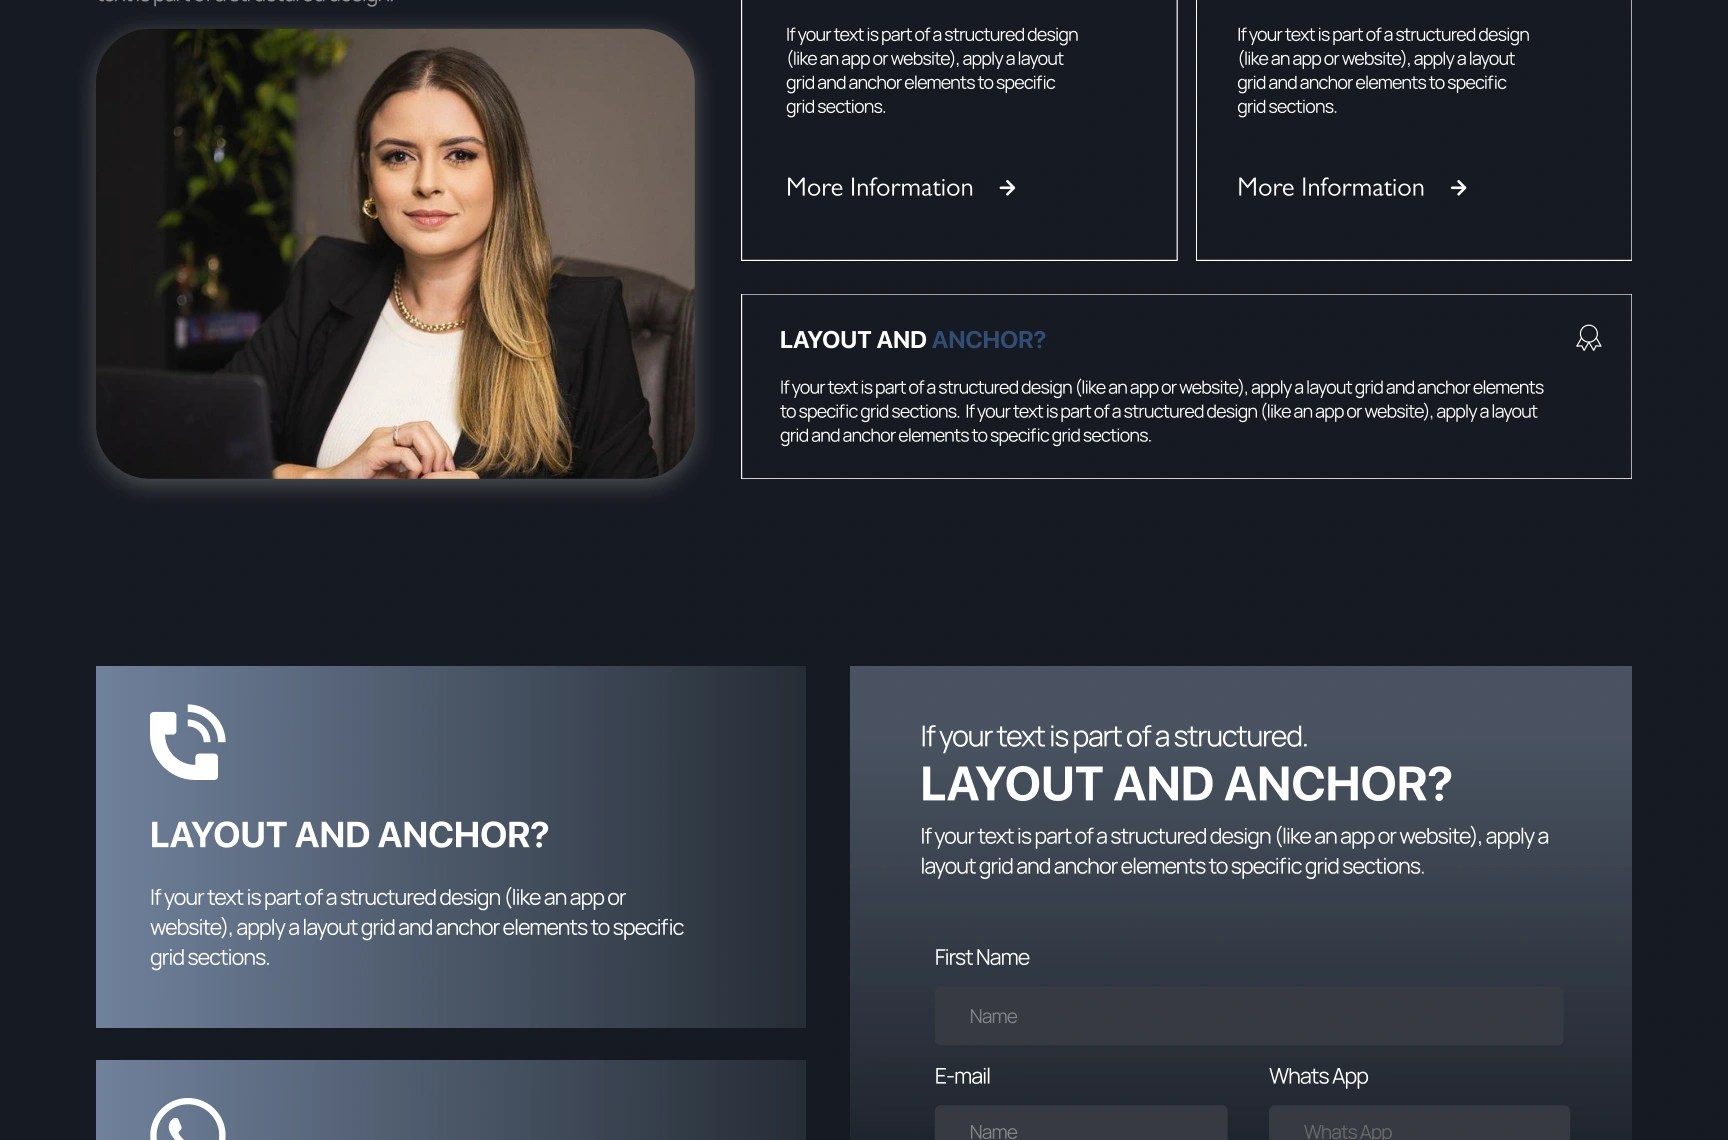 text is part of a structured design?
If your text is part of a structured design
(like an app or website), apply a layout
grid and anchor elements to specific
grid sections.
More Information
If your text is part of a structured design
(like an app or website), apply a layout
grid and anchor elements to specific
grid sections.
More Information
LAYOUT AND ANCHOR?
If your text is part of a structured design (like an app or website), apply a layout grid and anchor elements
to specific grid sections. If your text is part of a structured design (like an app or website), apply a layout
grid and anchor elements to specific grid sections.
LAYOUT AND ANCHOR?
If your text is part of a structured design (like an app or
website), apply a layout grid and anchor elements to specific
grid sections.
If your text is part of a structured.
LAYOUT AND ANCHOR?
If your text is part of a structured design (like an app or website), apply a
layout grid and anchor elements to specific grid sections.
First Name
Name
E-mail
Whats App
Name
Whats App